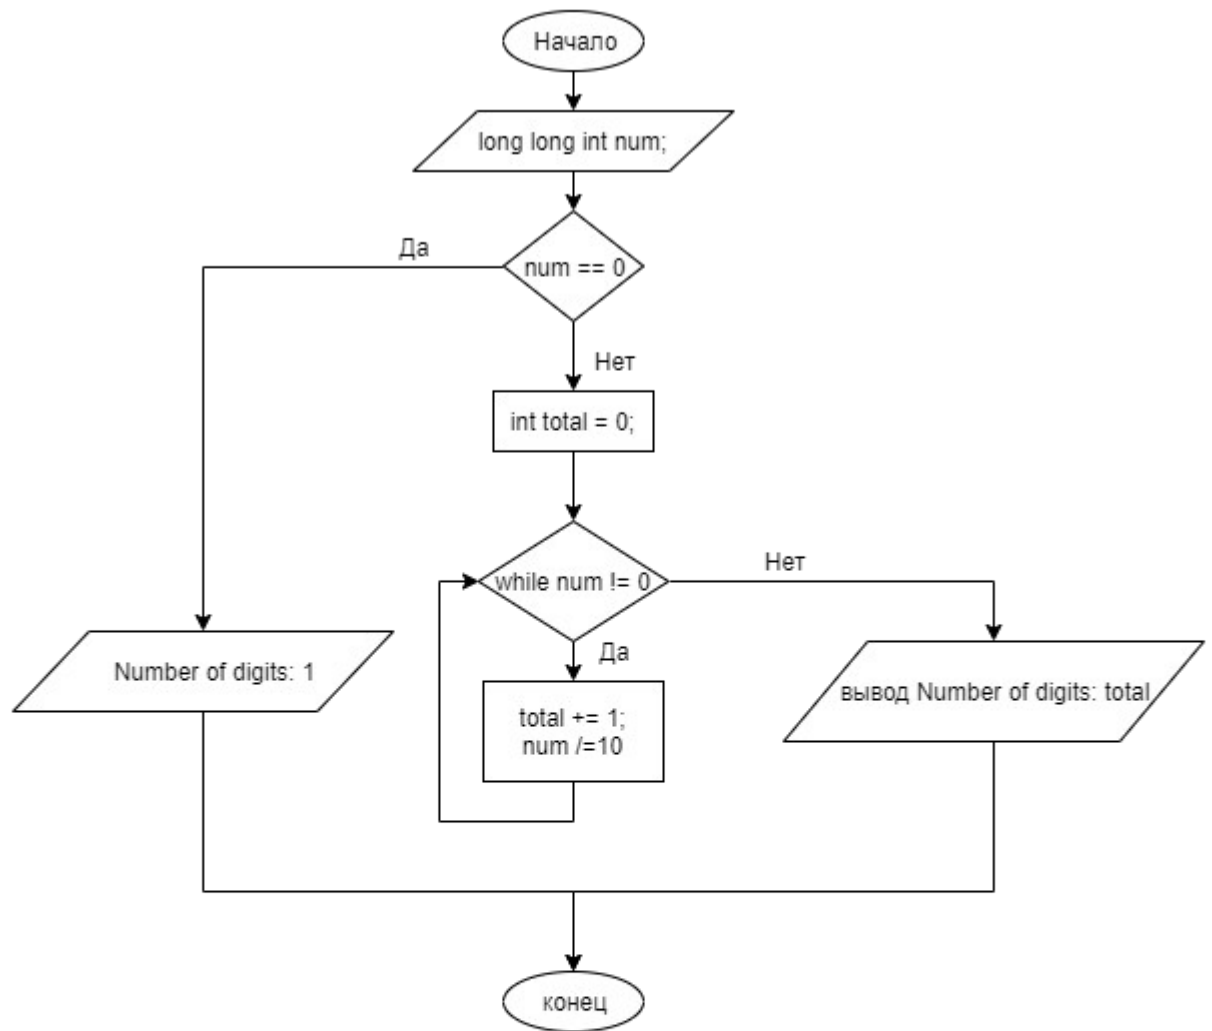 Начало
long long int num;
Да
num == 0
Нет
int total = 0;
while num != 0
Нет
Да
Number of digits: 1
вывод Number of digits: total
total += 1;
num /=10
конец